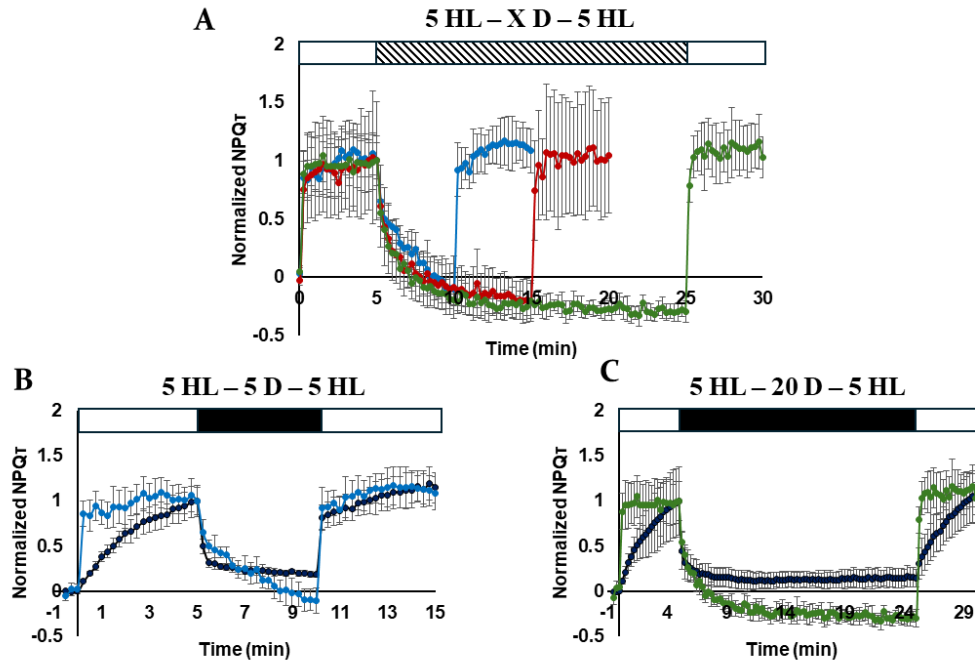 A
5 HL – X D – 5 HL
2
1.5
1
0.5
0
-0.5
Normalized NPQT
0 5 10 15 20 25 30
Time (min)
B
5 HL – 5 D – 5 HL
2
1.5
1
0.5
0
-0.5
Normalized NPQT
-1 1 3 5 7 9 11 13 15
Time (min)
C
5 HL – 20 D – 5 HL
2
1.5
1
0.5
0
-0.5
Normalized NPQT
-1 4 9 14 19 24 29
Time (min)